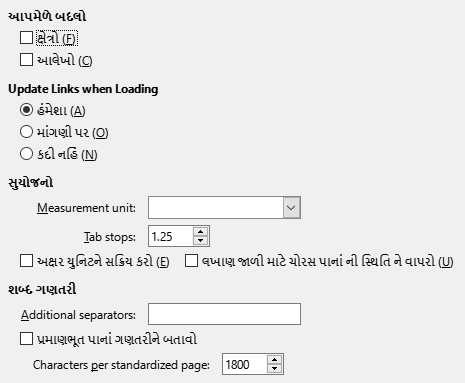 આપમેળે બદલો
ક્ષેત્રો (F)
આલેખો (C)
Update Links when Loading
હંમેશા (A)
માંગણી પર (O)
કદી નહિં (N)
સુયોજનો
Measurement unit:
Tab stops: 1.25
અક્ષર યુનિટને સક્રિય કરો (E) લખાણ જાળી માટે ચોરસ પાનાં ની સ્થિતિ ને વાપરો (U)
શબ્દ ગણતરી
Additional separators:
પ્રમાણભૂત પાનાં ગણતરીને બતાવો
Characters per standardized page: 1800